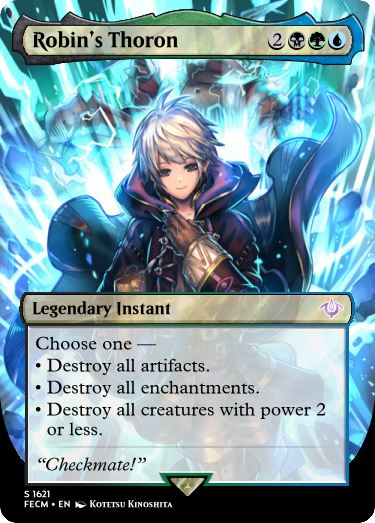 Robin's Thoron 2
Legendary Instant
Choose one —
• Destroy all artifacts.
• Destroy all enchantments.
• Destroy all creatures with power 2
or less.
“Checkmate!”
S 1621
FECM • EN Kotetsu Kinoshita